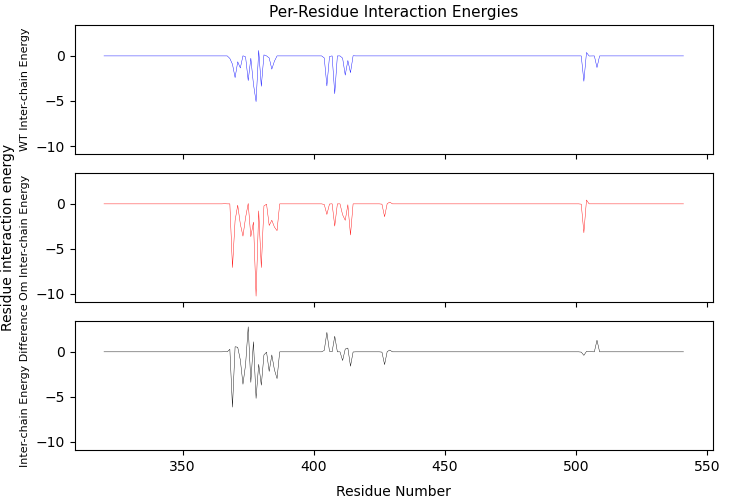 Per-Residue Interaction Energies
Residue interaction energy
WT Inter-chain Energy
0
−5
−10
Om Inter-chain Energy
0
−5
−10
Inter-chain Energy Difference
0
−5
−10
350
400
450
500
550
Residue Number